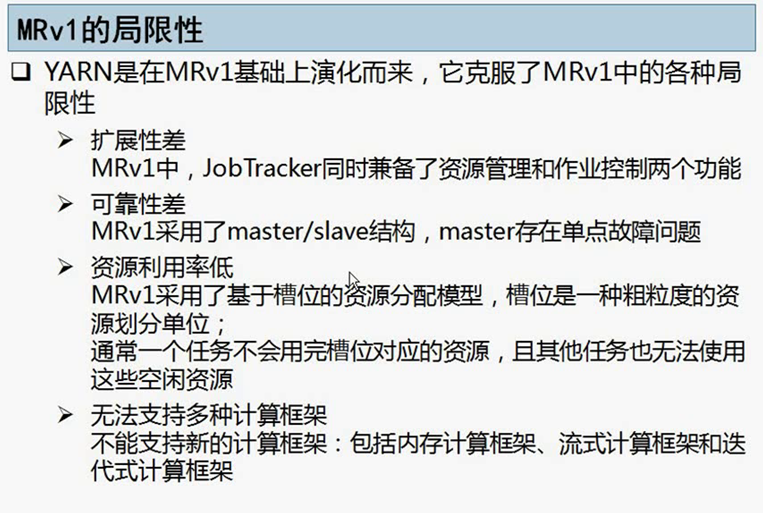 MRv1的局限性
YARN是在MRv1基础上演化而来，它克服了MRv1中的各种局
限性
扩展性差
MRv1中，JobTracker同时兼备了资源管理和作业控制两个功能
可靠性差
MRv1采用了master/slave结构，master存在单点故障问题
资源利用率低
MRv1采用了基于槽位的资源分配模型，槽位是一种粗粒度的资
源划分单位；
通常一个任务不会用完槽位对应的资源，且其他任务也无法使用
这些空闲资源
无法支持多种计算框架
不能支持新的计算框架：包括内存计算框架、流式计算框架和迭
代式计算框架